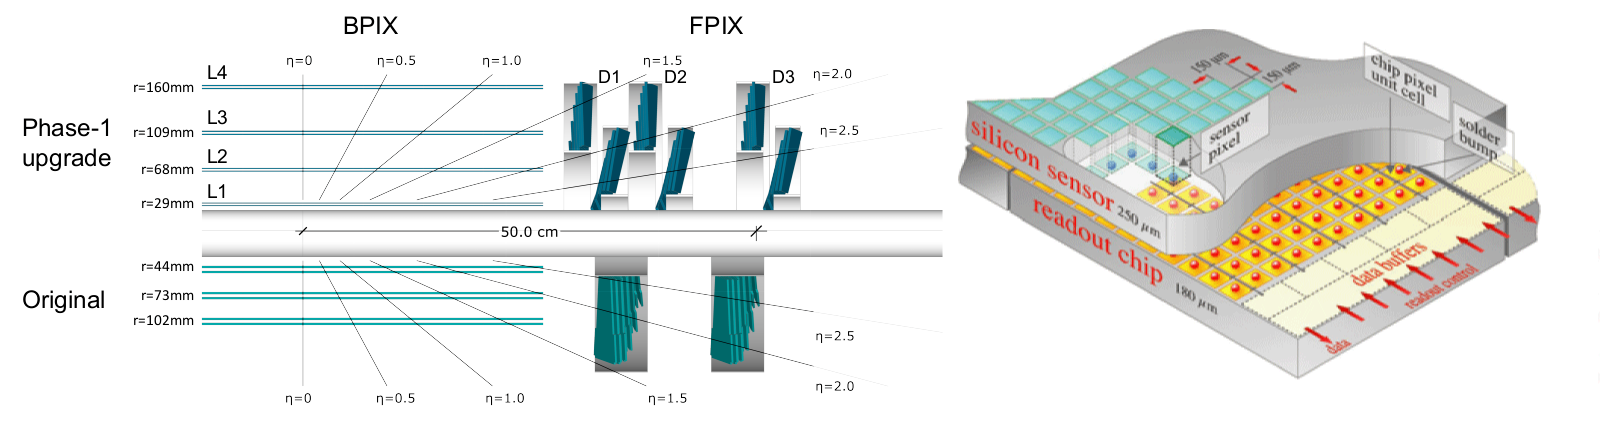 BPIX FPIX
η=0 η=0.5 η=1.0 η=1.5 η=2.0
L4 D1 D2 D3
r=160mm
η=2.5
L3
r=109mm
Phase-1
upgrade
L2
r=68mm
L1
r=29mm
50.0 cm
r=44mm
Original
r=73mm
r=102mm
η=2.5
η=2.0
η=0 η=0.5 η=1.0 η=1.5
150 μm
150 μm
chip pixel
unit cell
solder
bump
sensor
pixel
silicon sensor
250 μm
readout chip
180 μm
data buffers
readout control
data